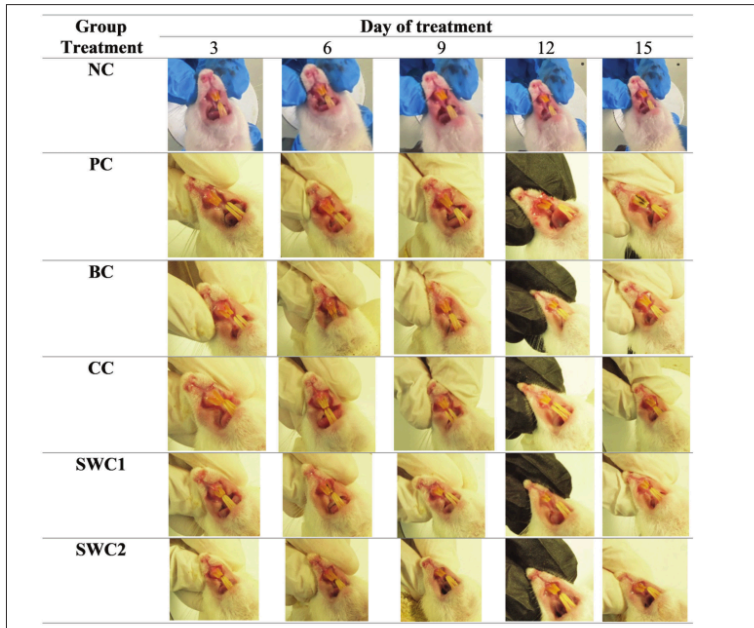 Group Treatment Day of treatment
3 6 9 12 15
NC
PC
BC
CC
SWC1
SWC2